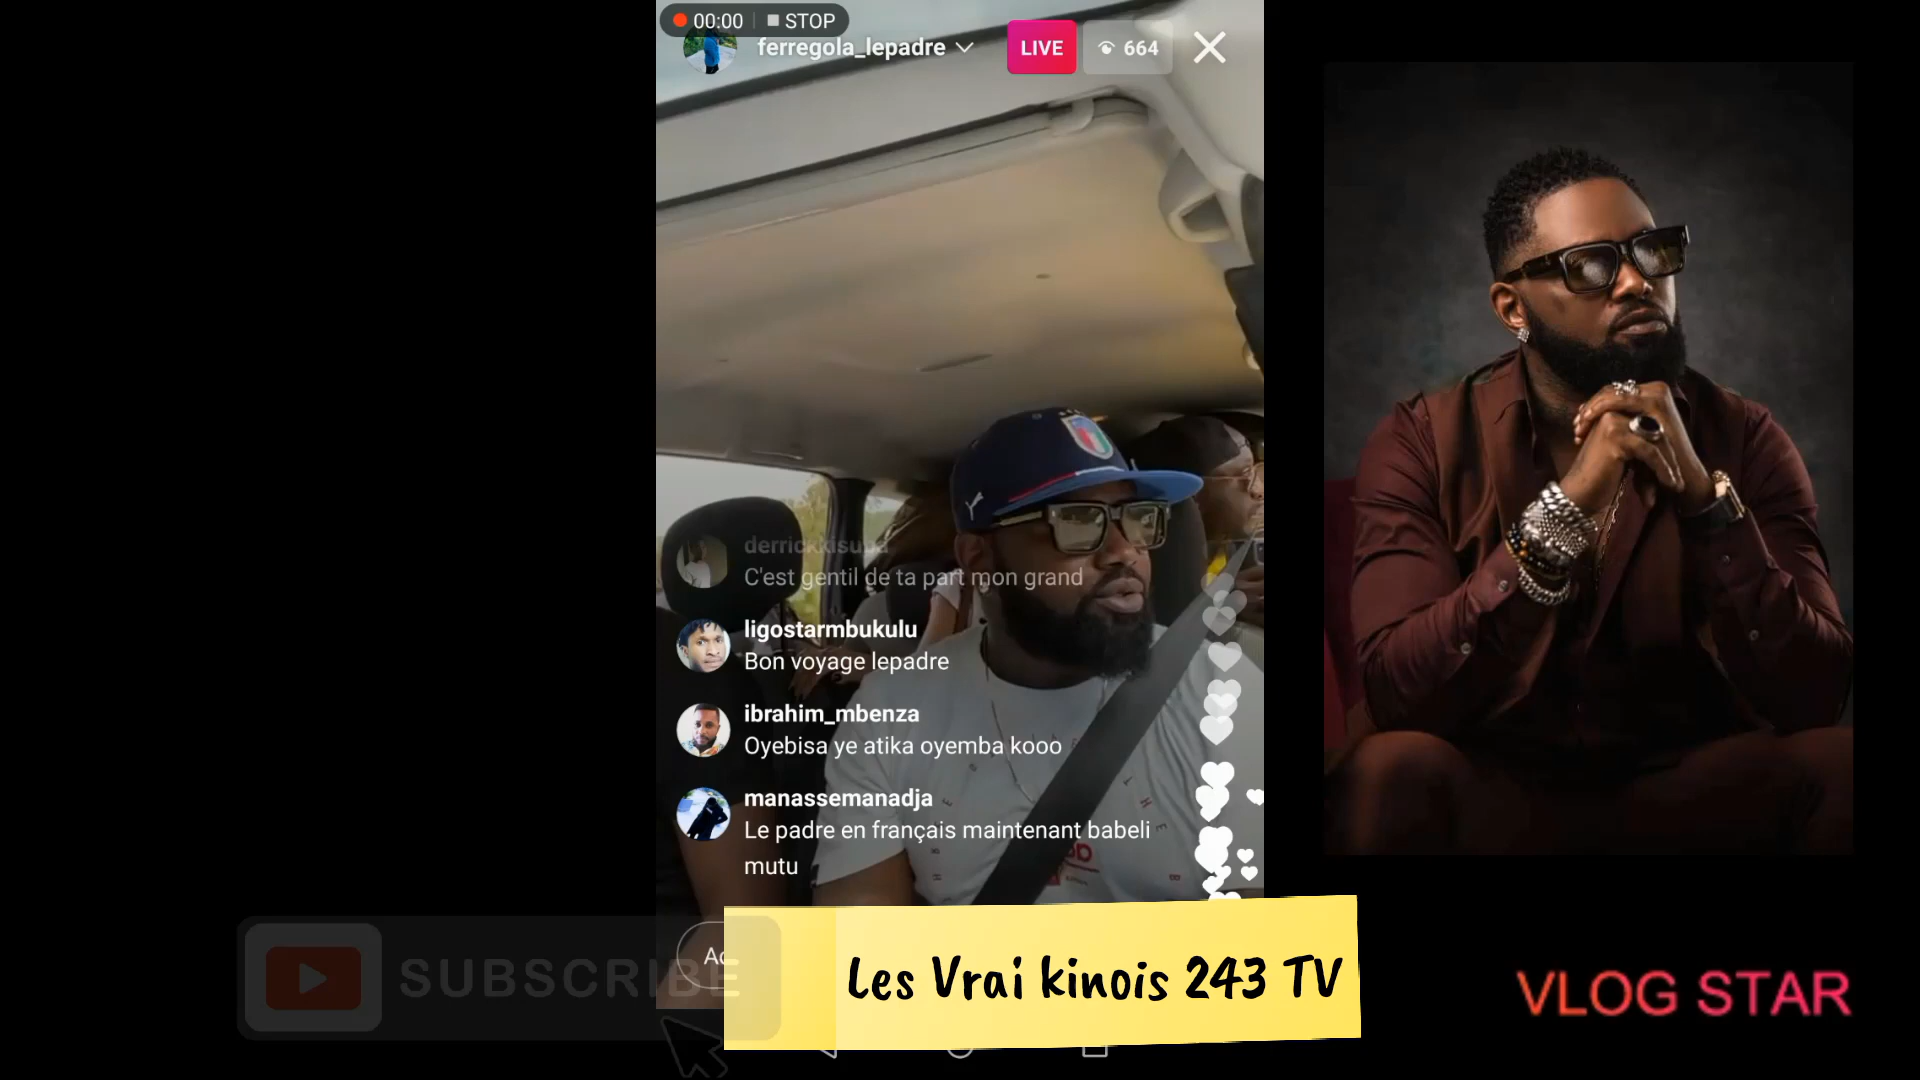 00:00 STOP
ferregola_lepadre LIVE 664
derrickkisuba
C'est gentil de ta part mon grand
ligostarmbukulu
Bon voyage lepadre
ibrahim_mbenza
Oyebisa ye atika oyemba kooo
manassemanadja
Le padre en français maintenant babeli
mutu
SUBSCRIBE
Les Vrai kinois 243 TV
VLOG STAR